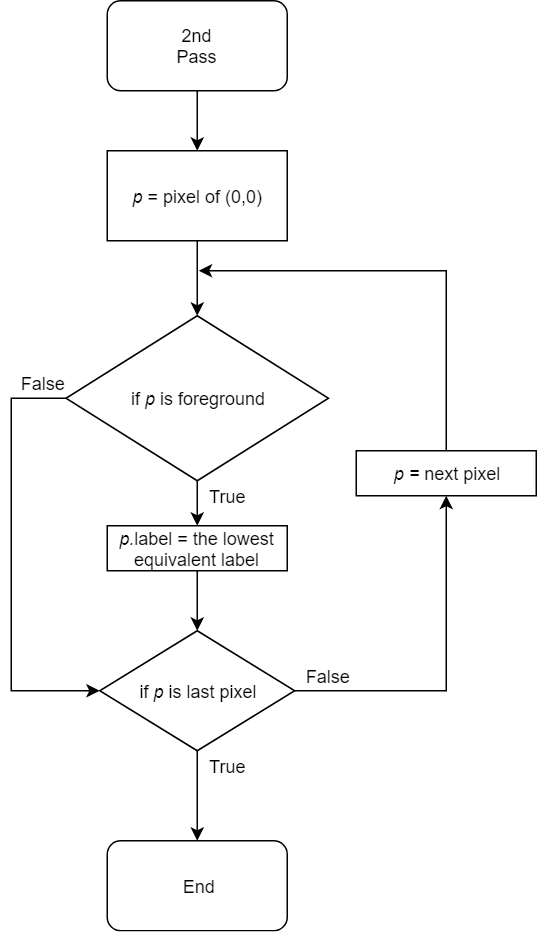 2nd
Pass
p = pixel of (0,0)
False
if p is foreground
True
p = next pixel
p.label = the lowest
equivalent label
False
if p is last pixel
True
End